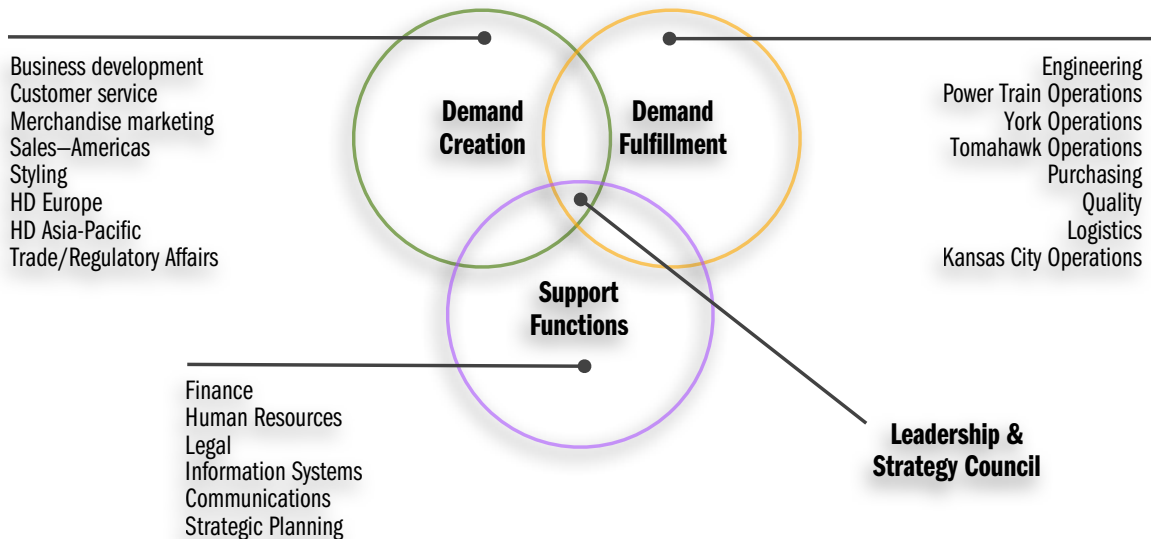 Business development
Customer service
Merchandise marketing
Sales—Americas
Styling
HD Europe
HD Asia-Pacific
Trade/Regulatory Affairs
Demand
Creation
Demand
Fulfillment
Engineering
Power Train Operations
York Operations
Tomahawk Operations
Purchasing
Quality
Logistics
Kansas City Operations
Support
Functions
Finance
Human Resources
Legal
Information Systems
Communications
Strategic Planning
Leadership &
Strategy Council